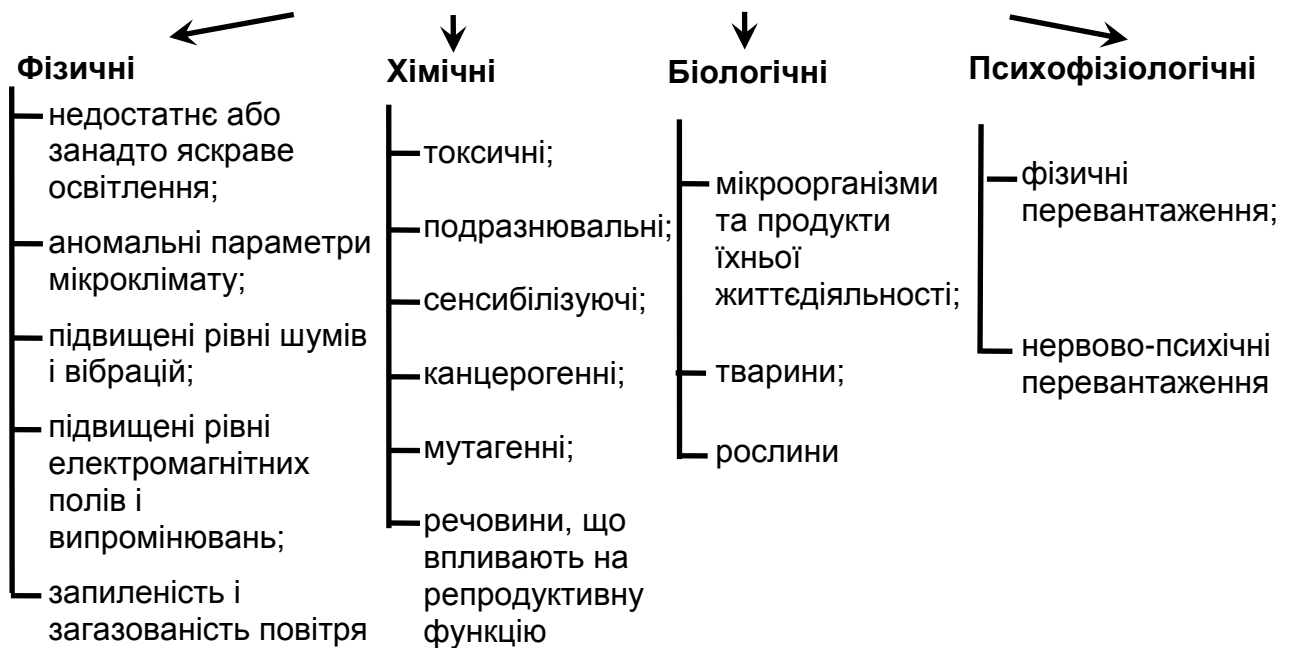 Фізичні
недостатнє або
занадто яскраве
освітлення;
аномальні параметри
мікроклімату;
підвищені рівні шумів
і вібрацій;
підвищені рівні
електромагнітних
полів і
випромінювань;
запиленість і
загазованість повітря
Хімічні
токсичні;
подразнювальні;
сенсибілізуючі;
канцерогенні;
мутагенні;
речовини, що
впливають на
репродуктивну
функцію
Біологічні
мікроорганізми
та продукти
їхньої
життєдіяльності;
тварини;
рослини
Психофізіологічні
фізичні
перевантаження;
нервово-психічні
перевантаження